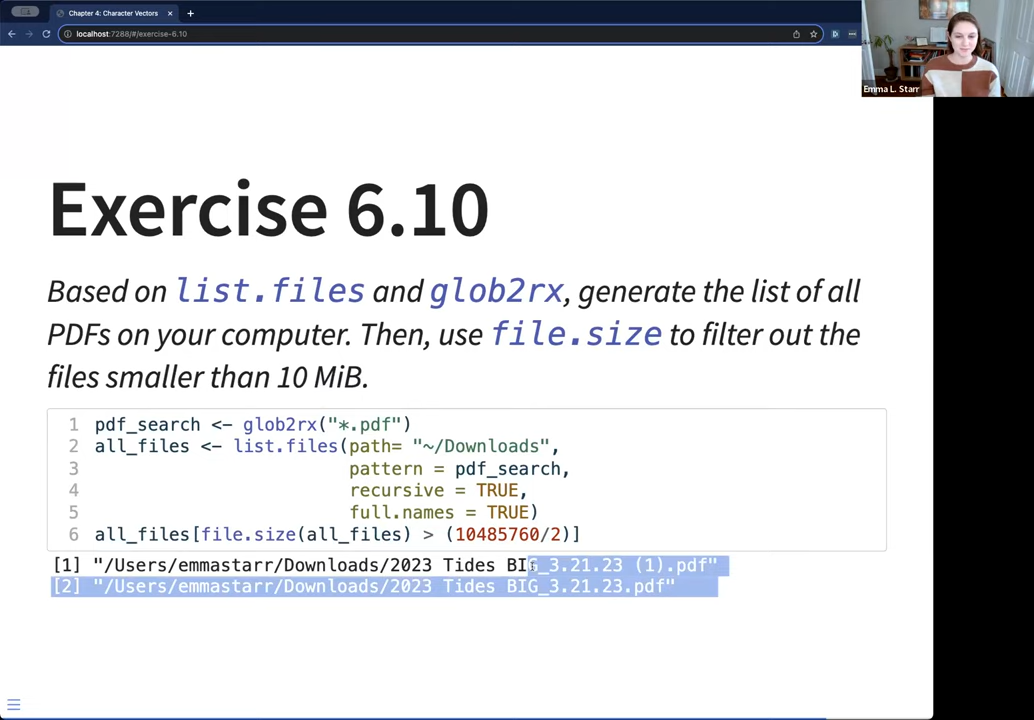 Chapter 4: Character Vectors
localhost:7288/#/exercise-6.10
Emma L. Starr
Exercise 6.10
Based on list.files and glob2rx, generate the list of all
PDFs on your computer. Then, use file.size to filter out the
files smaller than 10 MiB.
1 pdf_search <- glob2rx("*.pdf")
2 all_files <- list.files(path= "~/Downloads",
3 pattern = pdf_search,
4 recursive = TRUE,
5 full.names = TRUE)
6 all_files[file.size(all_files) > (10485760/2)]
[1] "/Users/emmastarr/Downloads/2023 Tides BIG_3.21.23 (1).pdf"
[2] "/Users/emmastarr/Downloads/2023 Tides BIG_3.21.23.pdf"